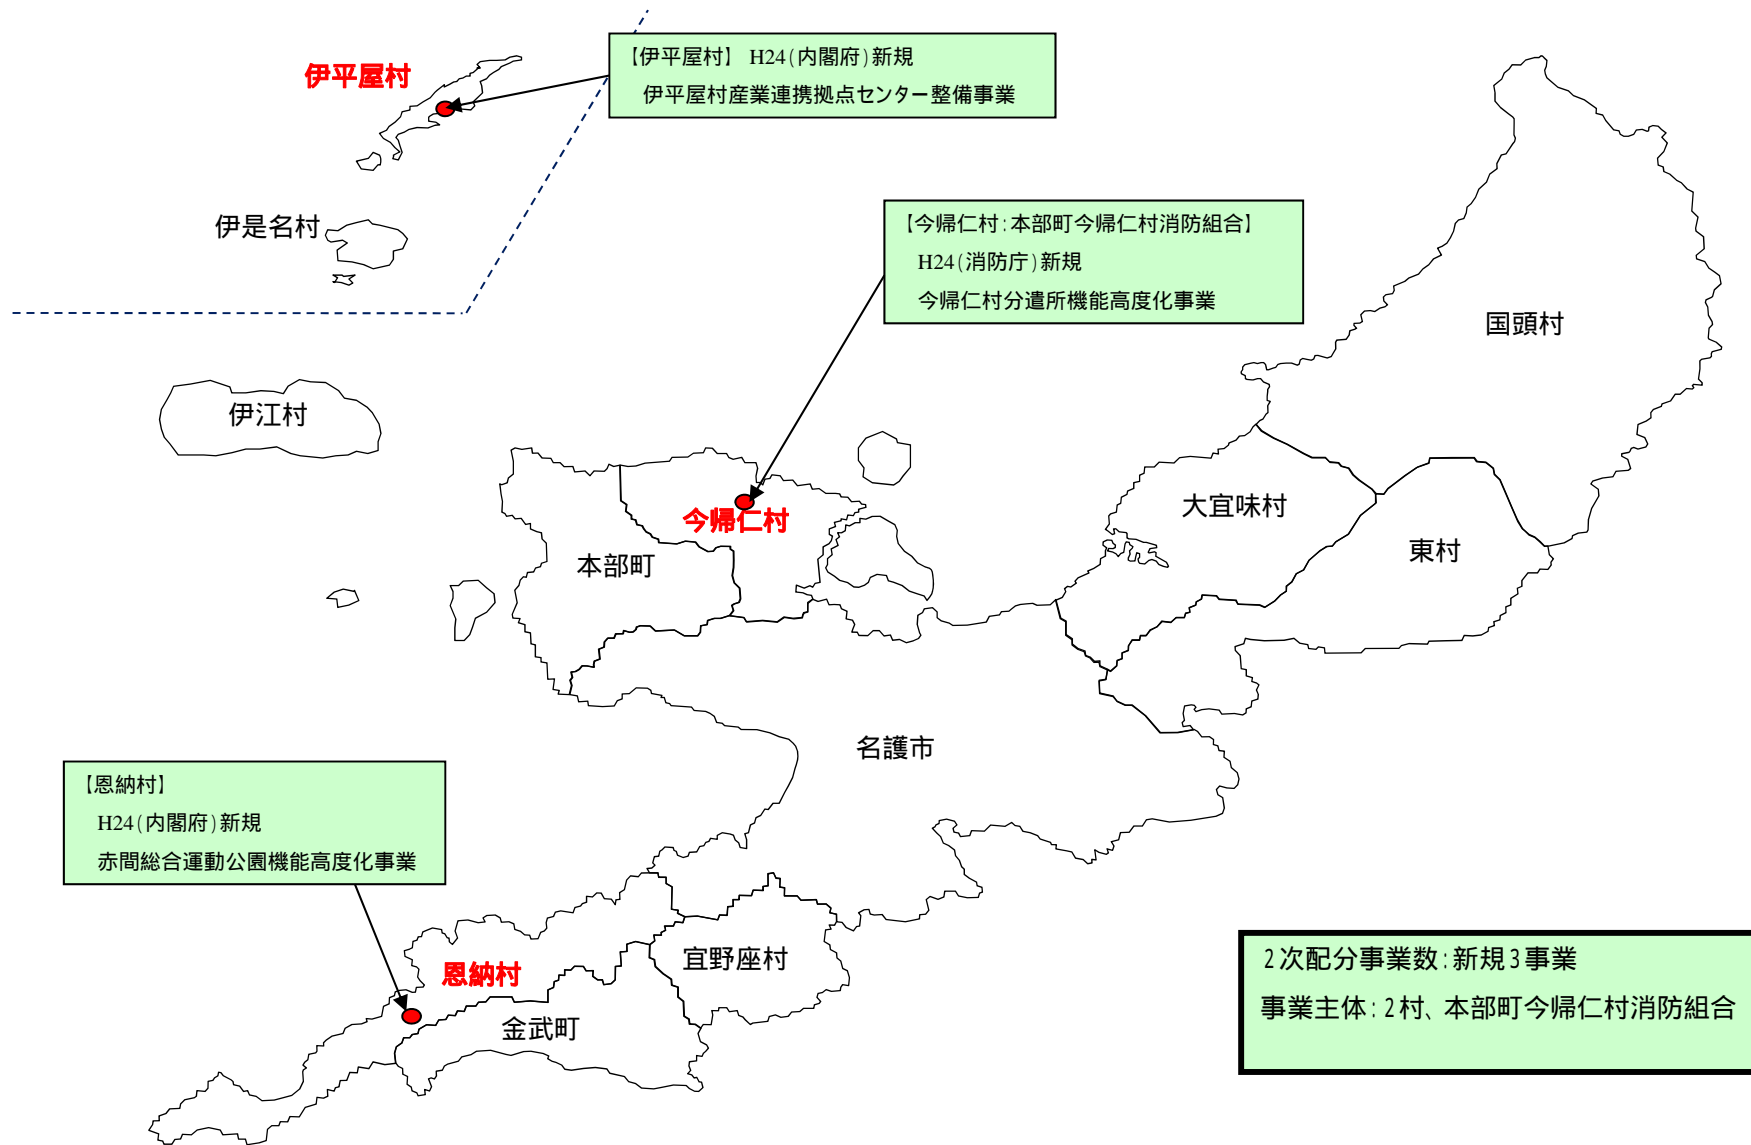 【伊平屋村】 H24(内閣府)新規
伊平屋村産業連携拠点センター整備事業
伊平屋村
伊是名村
【今帰仁村:本部町今帰仁村消防組合】
H24(消防庁)新規
今帰仁村分遣所機能高度化事業
国頭村
伊江村
大宜味村
今帰仁村
東村
本部町
名護市
【恩納村】
H24(内閣府)新規
赤間総合運動公園機能高度化事業
宜野座村
恩納村
金武町
2次配分事業数:新規3事業
事業主体:2村、本部町今帰仁村消防組合